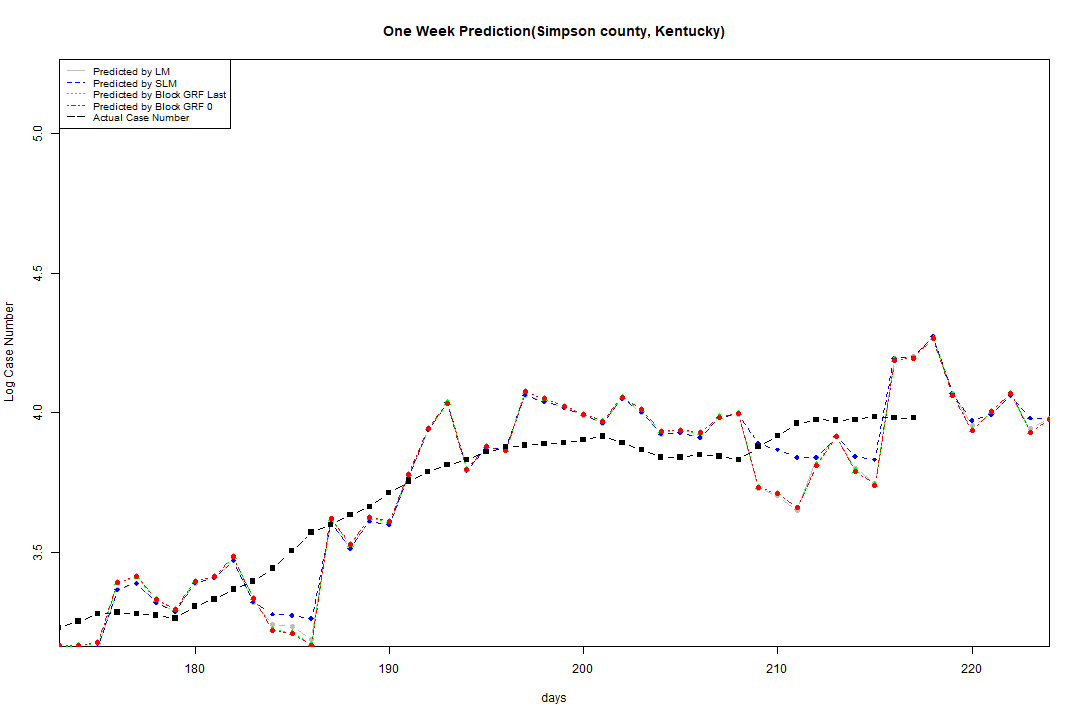 One Week Prediction(Simpson county, Kentucky)
Predicted by LM
Predicted by SLM
Predicted by Block GRF Last
Predicted by Block GRF 0
Actual Case Number
5.0
4.5
4.0
3.5
Log Case Number
180 190 200 210 220
days